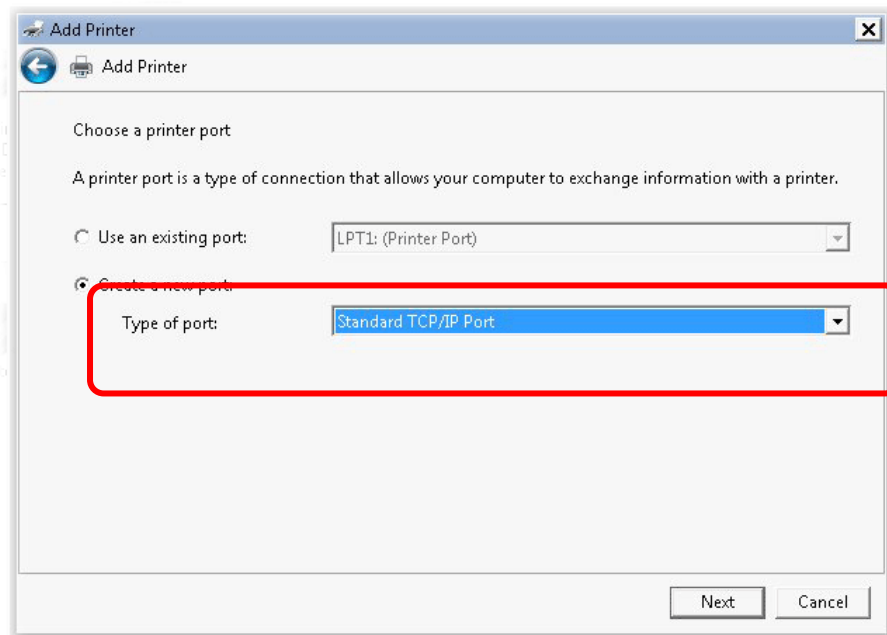 Add Printer
Add Printer
Choose a printer port
A printer port is a type of connection that allows your computer to exchange information with a printer.
Use an existing port: LPT1: (Printer Port)
Create a new port:
Type of port: Standard TCP/IP Port
Next Cancel